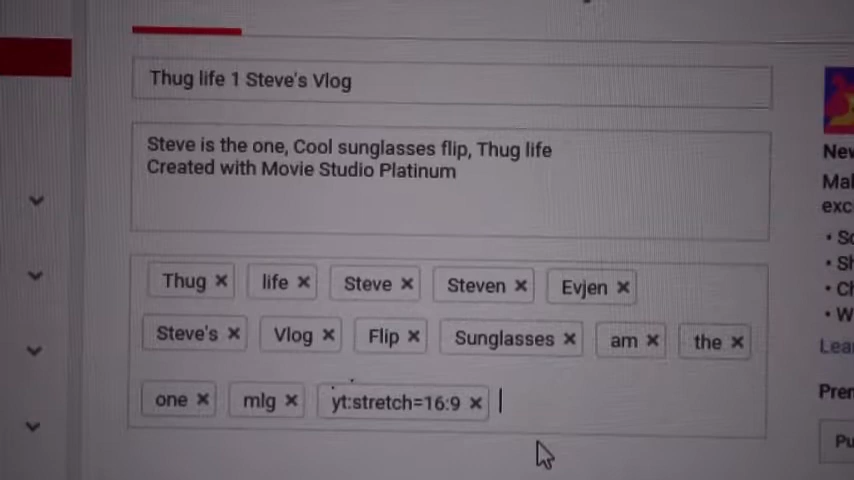 Thug life 1 Steve's Vlog
Steve is the one, Cool sunglasses flip, Thug life
Created with Movie Studio Platinum
Thug × life × Steve × Steven × Evjen ×
Steve's × Vlog × Flip × Sunglasses × am × the ×
one × mlg × yt:stretch=16:9 ×